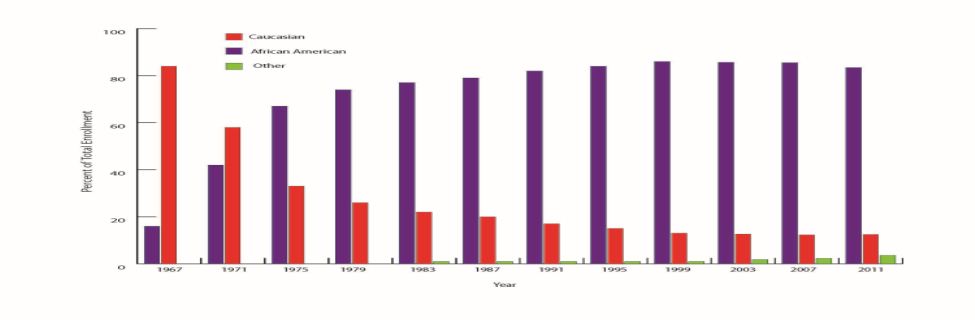 100
80
60
40
20
0
Percent of Total Enrollment
Caucasian
African American
Other
1967 1971 1975 1979 1983 1987 1991 1995 1999 2003 2007 2011
Year